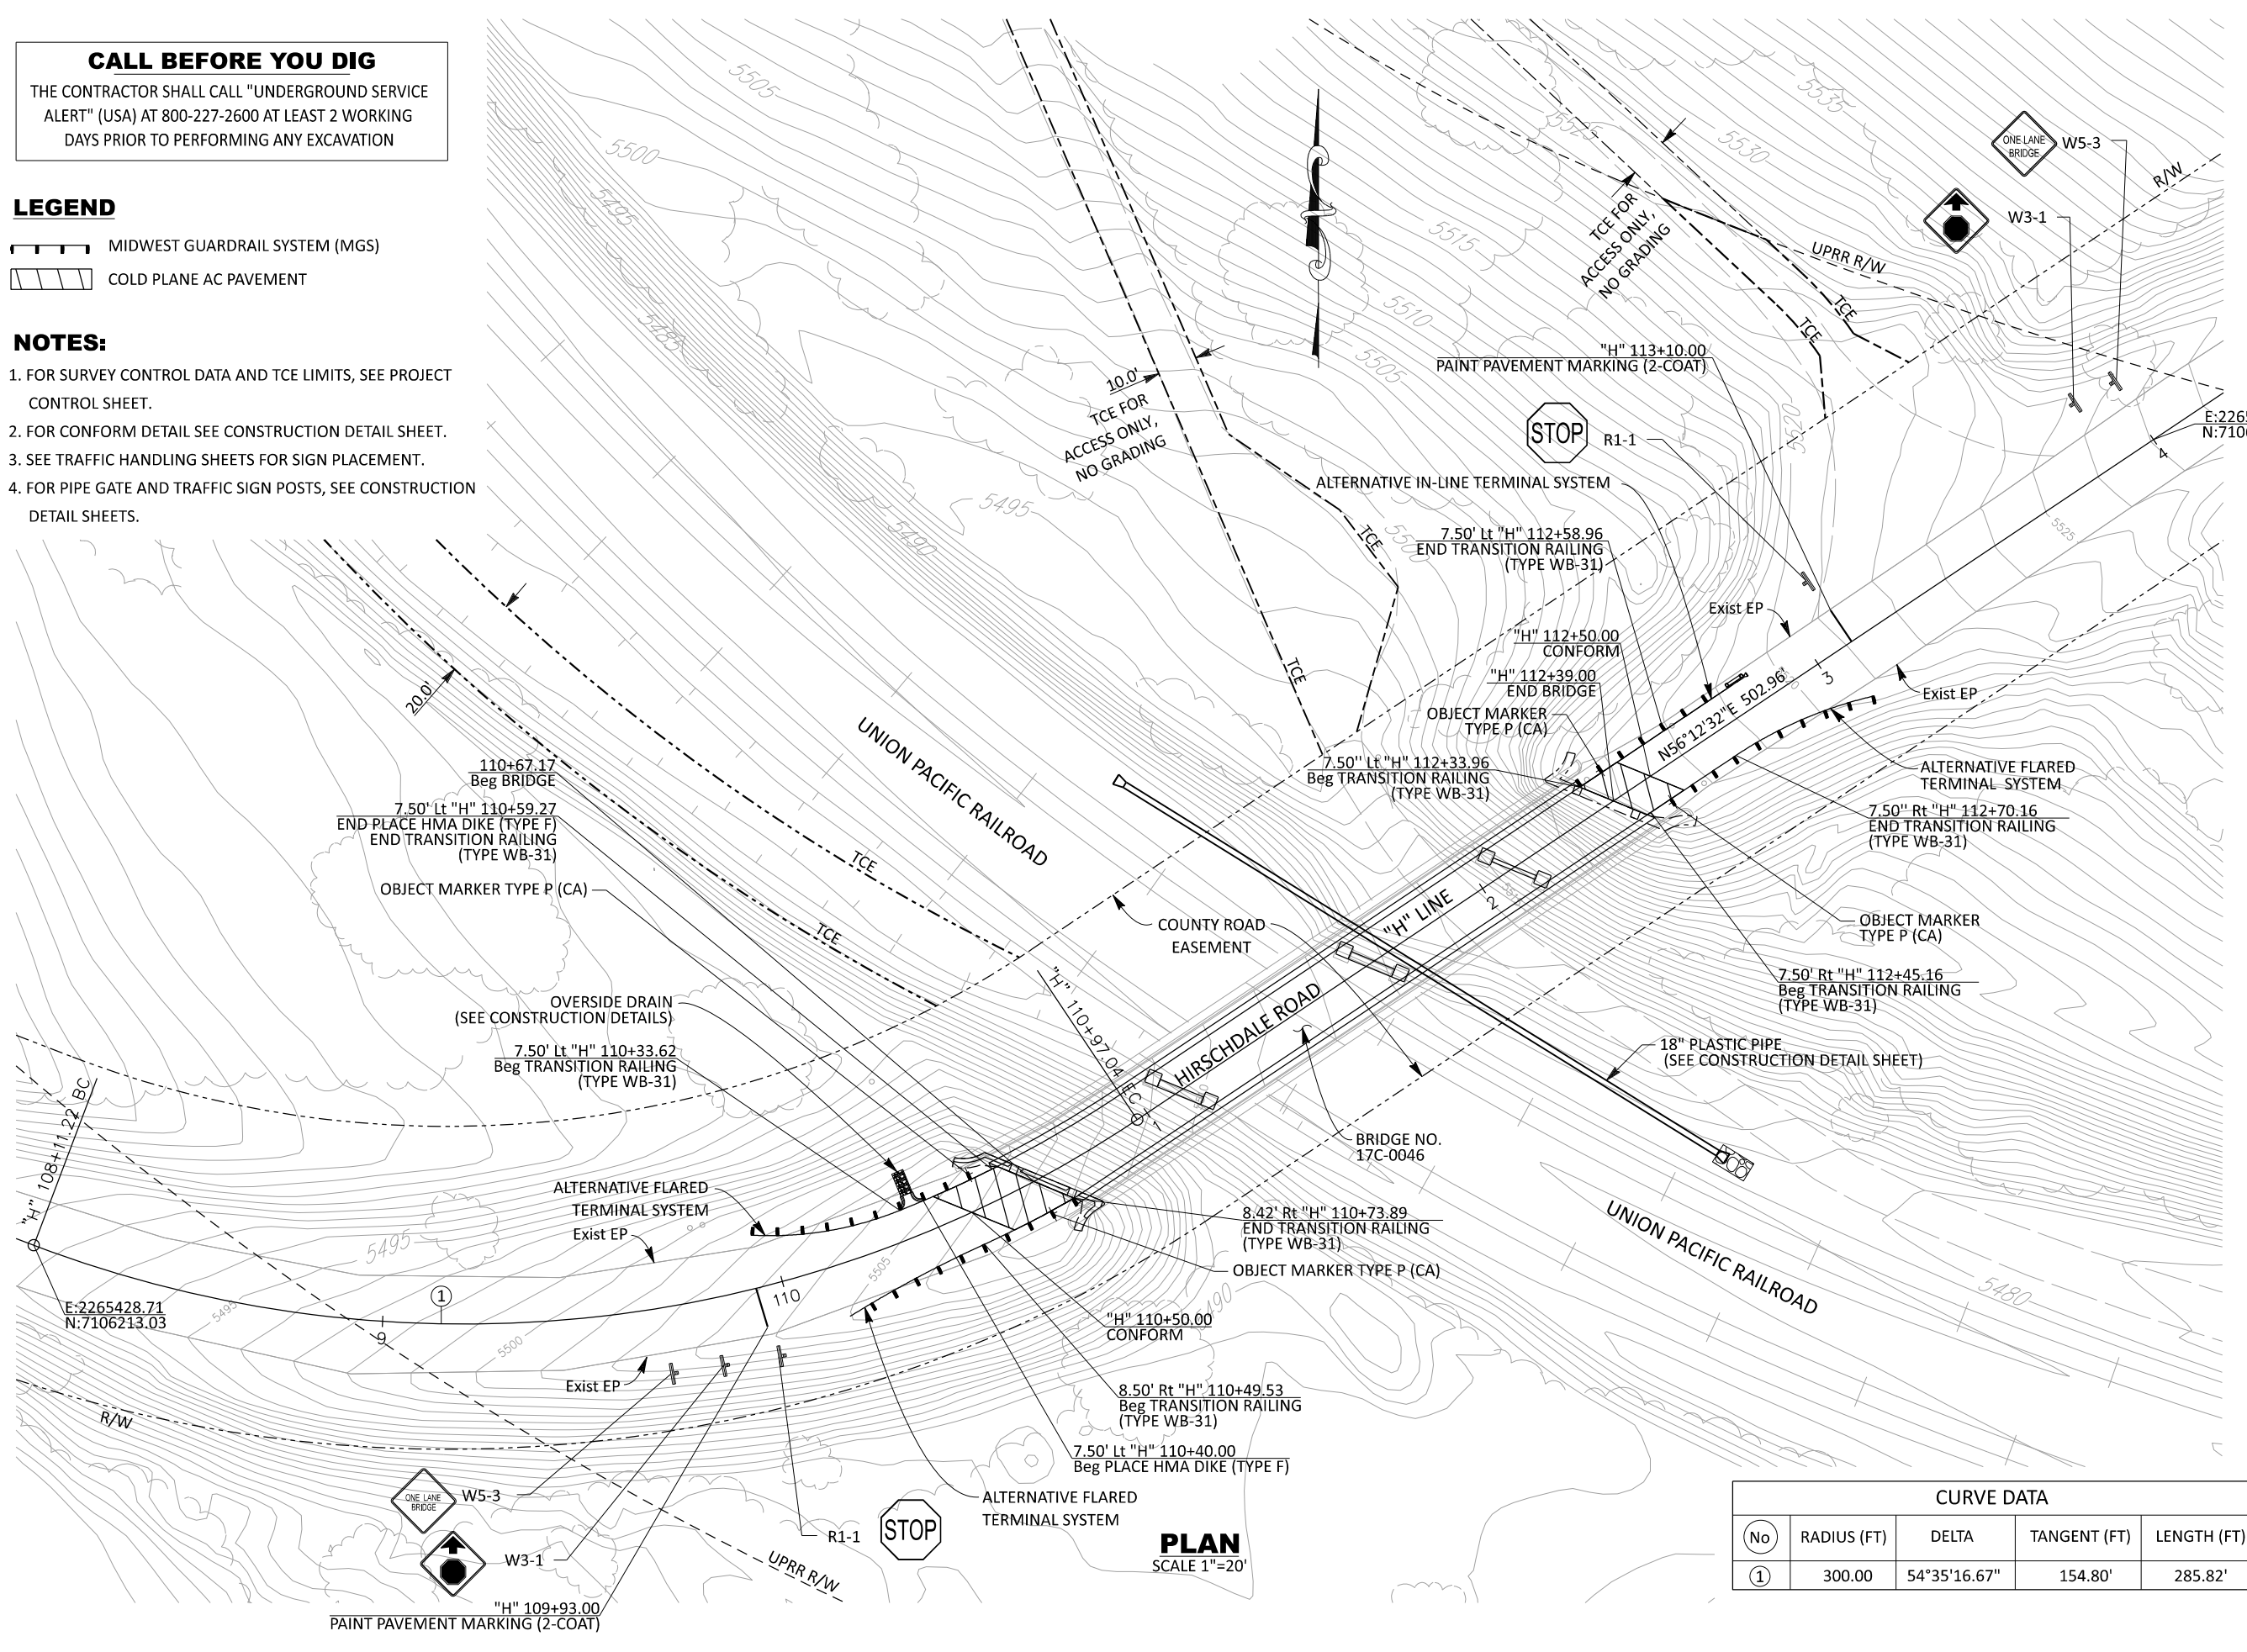 CALL BEFORE YOU DIG
THE CONTRACTOR SHALL CALL "UNDERGROUND SERVICE
ALERT" (USA) AT 800-227-2600 AT LEAST 2 WORKING
DAYS PRIOR TO PERFORMING ANY EXCAVATION
LEGEND
MIDWEST GUARDRAIL SYSTEM (MGS)
COLD PLANE AC PAVEMENT
NOTES:
1. FOR SURVEY CONTROL DATA AND TCE LIMITS, SEE PROJECT
CONTROL SHEET.
2. FOR CONFORM DETAIL SEE CONSTRUCTION DETAIL SHEET.
3. SEE TRAFFIC HANDLING SHEETS FOR SIGN PLACEMENT.
4. FOR PIPE GATE AND TRAFFIC SIGN POSTS, SEE CONSTRUCTION
DETAIL SHEETS.
5505
5500
5495
5485
5490
5495
5515
5510
5505
5525
5530
5535
5520
5525
ONE LANE
BRIDGE
W5-3
W3-1
R/W
UPRR R/W
TCE FOR
ACCESS ONLY,
NO GRADING
TCE
TCE
10.0'
TCE FOR
ACCESS ONLY,
NO GRADING
TCE
TCE
"H" 113+10.00
PAINT PAVEMENT MARKING (2-COAT)
STOP
R1-1
ALTERNATIVE IN-LINE TERMINAL SYSTEM
7.50' Lt "H" 112+58.96
END TRANSITION RAILING
(TYPE WB-31)
Exist EP
"H" 112+50.00
CONFORM
"H" 112+39.00
END BRIDGE
OBJECT MARKER
TYPE P (CA)
7.50'' Lt "H" 112+33.96
Beg TRANSITION RAILING
(TYPE WB-31)
N56°12'32"E 502.96'
3
4
Exist EP
ALTERNATIVE FLARED
TERMINAL SYSTEM
7.50'' Rt "H" 112+70.16
END TRANSITION RAILING
(TYPE WB-31)
OBJECT MARKER
TYPE P (CA)
7.50' Rt "H" 112+45.16
Beg TRANSITION RAILING
(TYPE WB-31)
18" PLASTIC PIPE
(SEE CONSTRUCTION DETAIL SHEET)
20.0'
UNION PACIFIC RAILROAD
TCE
TCE
110+67.17
Beg BRIDGE
7.50' Lt "H" 110+59.27
END PLACE HMA DIKE (TYPE F)
END TRANSITION RAILING
(TYPE WB-31)
OBJECT MARKER TYPE P (CA)
OVERSIDE DRAIN
(SEE CONSTRUCTION DETAILS)
7.50' Lt "H" 110+33.62
Beg TRANSITION RAILING
(TYPE WB-31)
COUNTY ROAD
EASEMENT
"H" LINE
2
HIRSCHDALE ROAD
"H" 110+97.04 EC
1
BRIDGE NO.
17C-0046
UNION PACIFIC RAILROAD
5480
"H" 108+11.22 BC
E:2265428.71
N:7106213.03
5495
5495
5500
5505
5490
ALTERNATIVE FLARED
TERMINAL SYSTEM
Exist EP
1
9
110
8.42' Rt "H" 110+73.89
END TRANSITION RAILING
(TYPE WB-31)
OBJECT MARKER TYPE P (CA)
"H" 110+50.00
CONFORM
Exist EP
R/W
8.50' Rt "H" 110+49.53
Beg TRANSITION RAILING
(TYPE WB-31)
7.50' Lt "H" 110+40.00
Beg PLACE HMA DIKE (TYPE F)
ALTERNATIVE FLARED
TERMINAL SYSTEM
ONE LANE
BRIDGE
W5-3
W3-1
R1-1
STOP
UPRR R/W
"H" 109+93.00
PAINT PAVEMENT MARKING (2-COAT)
PLAN
SCALE 1"=20'
CURVE DATA
No RADIUS (FT) DELTA TANGENT (FT) LENGTH (FT)
1 300.00 54°35'16.67" 154.80' 285.82'